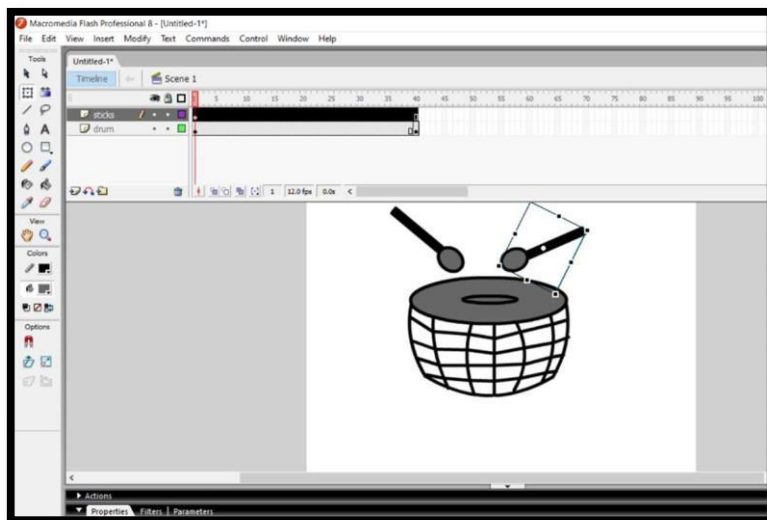 Macromedia Flash Professional 8 - [Untitled-1*]
File Edit View Insert Modify Text Commands Control Window Help
Tools
Untitled-1*
Timeline Scene 1
5 10 15 20 25 30 35 40 45 50 55 60 65 70 75 80 85 90 95 100
sticks
drum
1 12.0 fps 0.0s
View
Colors
Options
Actions
Properties Filters Parameters